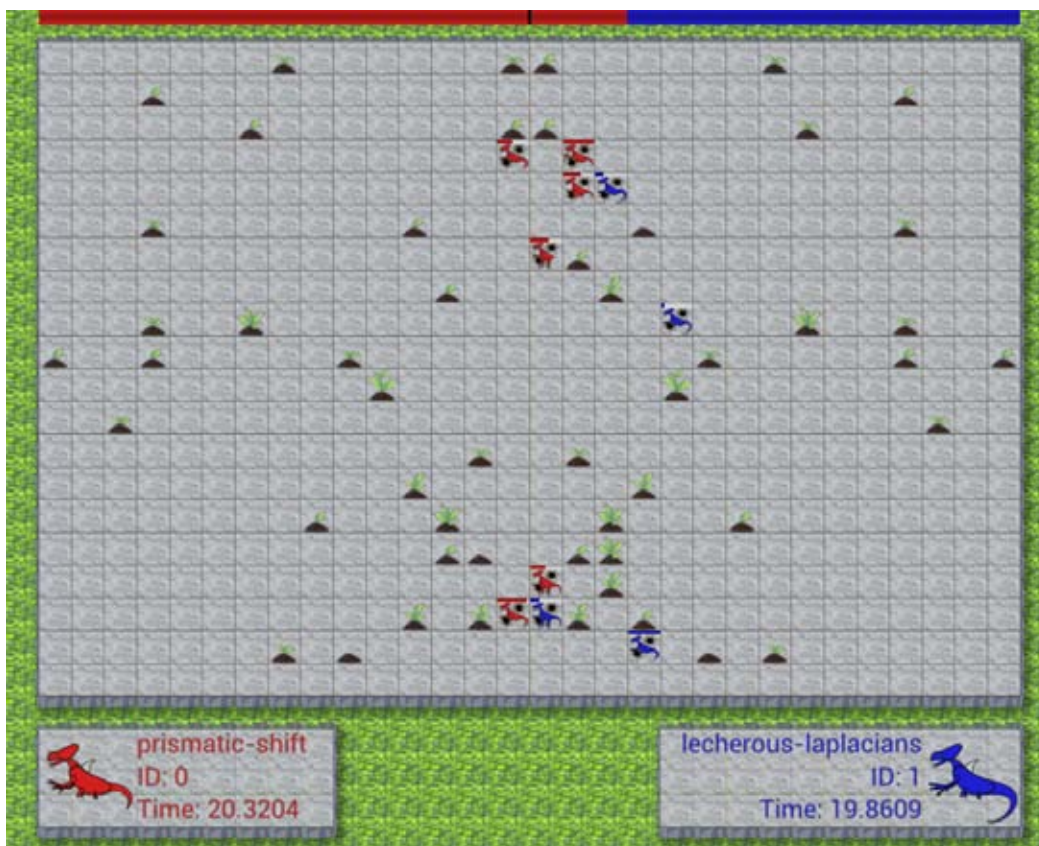 prismatic-shift
ID: 0
Time: 20.3204
lecherous-laplacians
ID: 1
Time: 19.8609